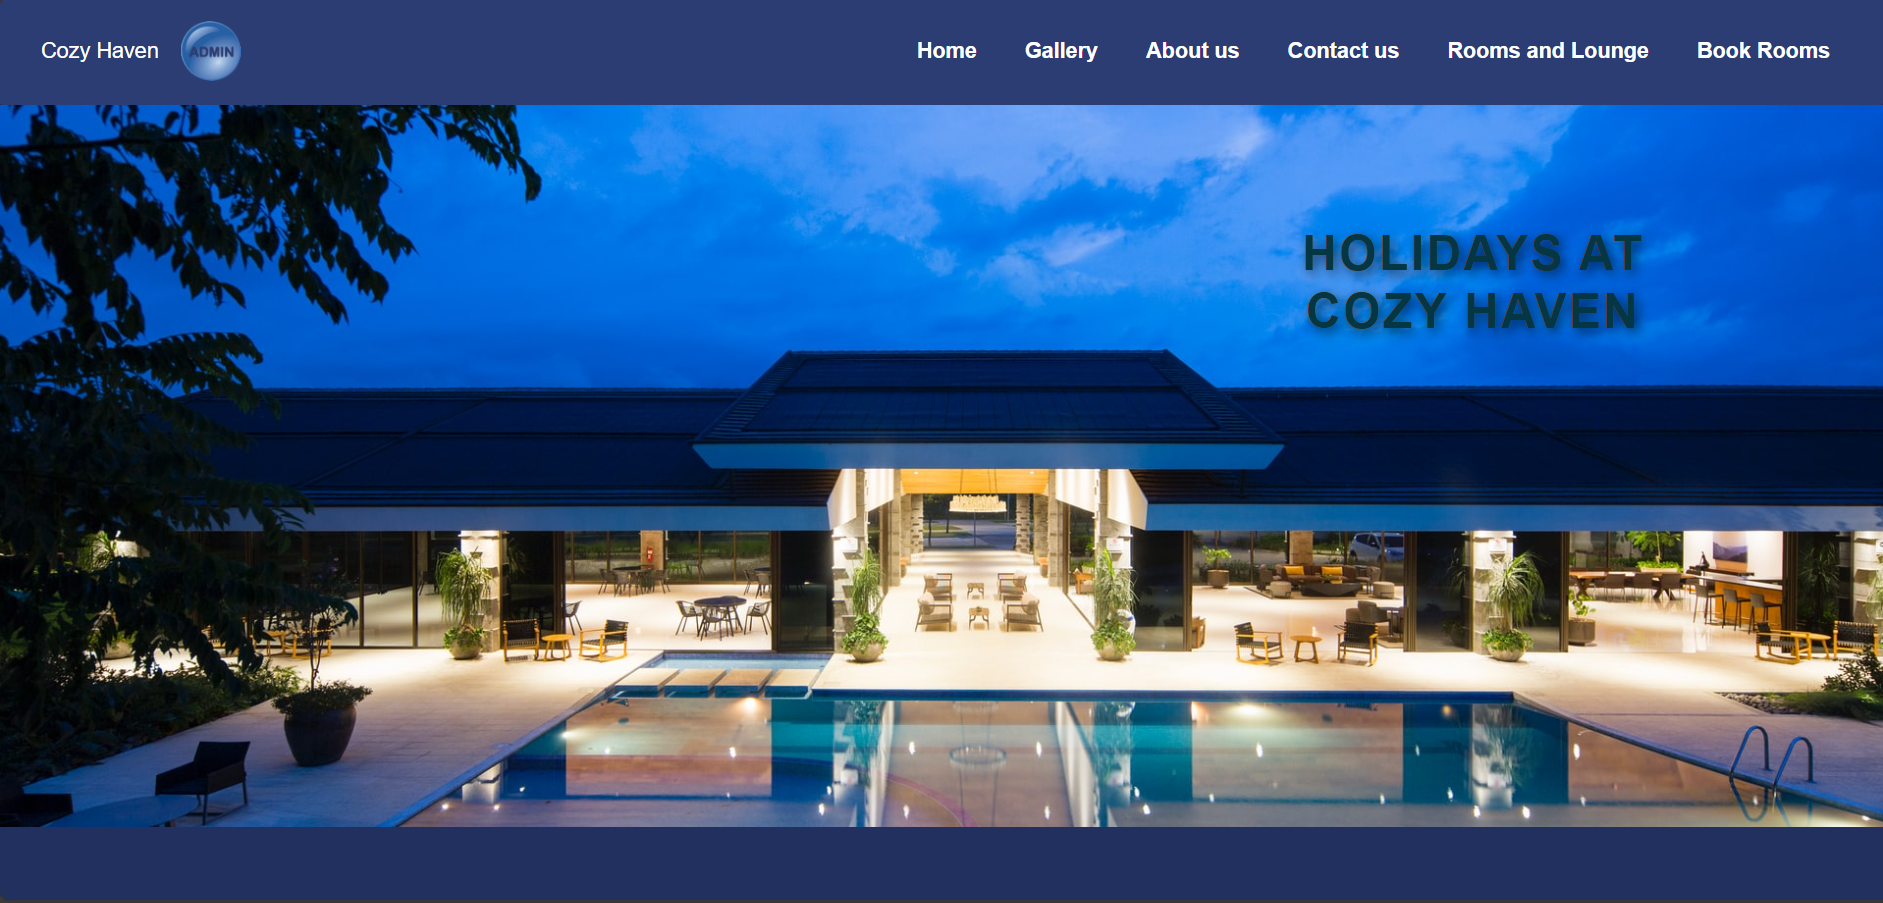 Cozy Haven
ADMIN
Home
Gallery
About us
Contact us
Rooms and Lounge
Book Rooms
HOLIDAYS AT
COZY HAVEN